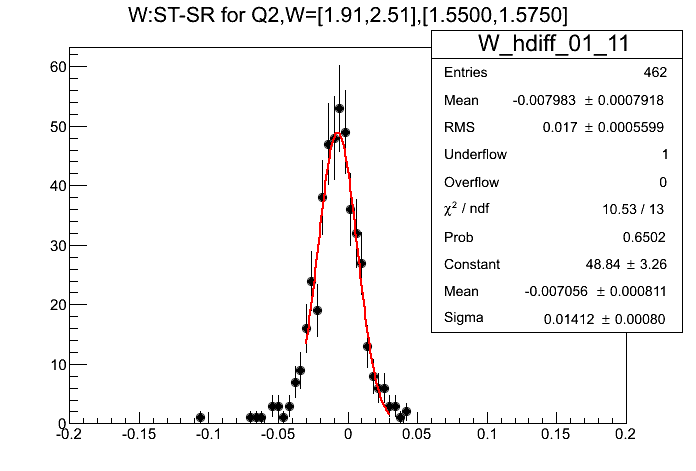 W:ST-SR for Q2,W=[1.91,2.51],[1.5500,1.5750]
W_hdiff_01_11
Entries 462
Mean -0.007983 ± 0.0007918
RMS 0.017 ± 0.0005599
Underflow 1
Overflow 0
χ² / ndf 10.53 / 13
Prob 0.6502
Constant 48.84 ± 3.26
Mean -0.007056 ± 0.000811
Sigma 0.01412 ± 0.00080
60
50
40
30
20
10
0
-0.2 -0.15 -0.1 -0.05 0 0.05 0.1 0.15 0.2